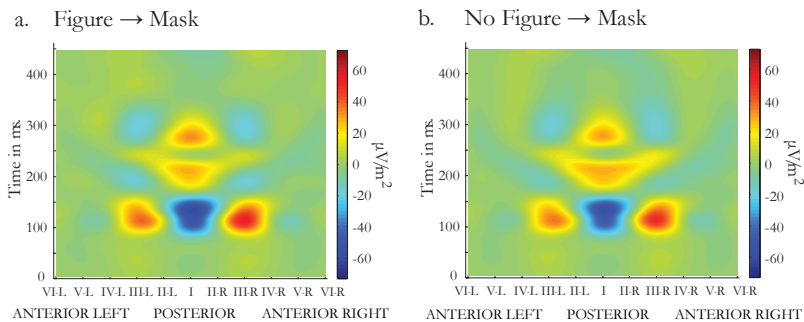 a. Figure → Mask
400
300
200
100
0
Time in ms.
VI-L V-L IV-L III-L II-L I II-R III-R IV-R V-R VI-R
ANTERIOR LEFT POSTERIOR ANTERIOR RIGHT
60
40
20
0
-20
-40
-60
μV/m²
b. No Figure → Mask
400
300
200
100
0
Time in ms.
VI-L V-L IV-L III-L II-L I II-R III-R IV-R V-R VI-R
ANTERIOR LEFT POSTERIOR ANTERIOR RIGHT
60
40
20
0
-20
-40
-60
μV/m²